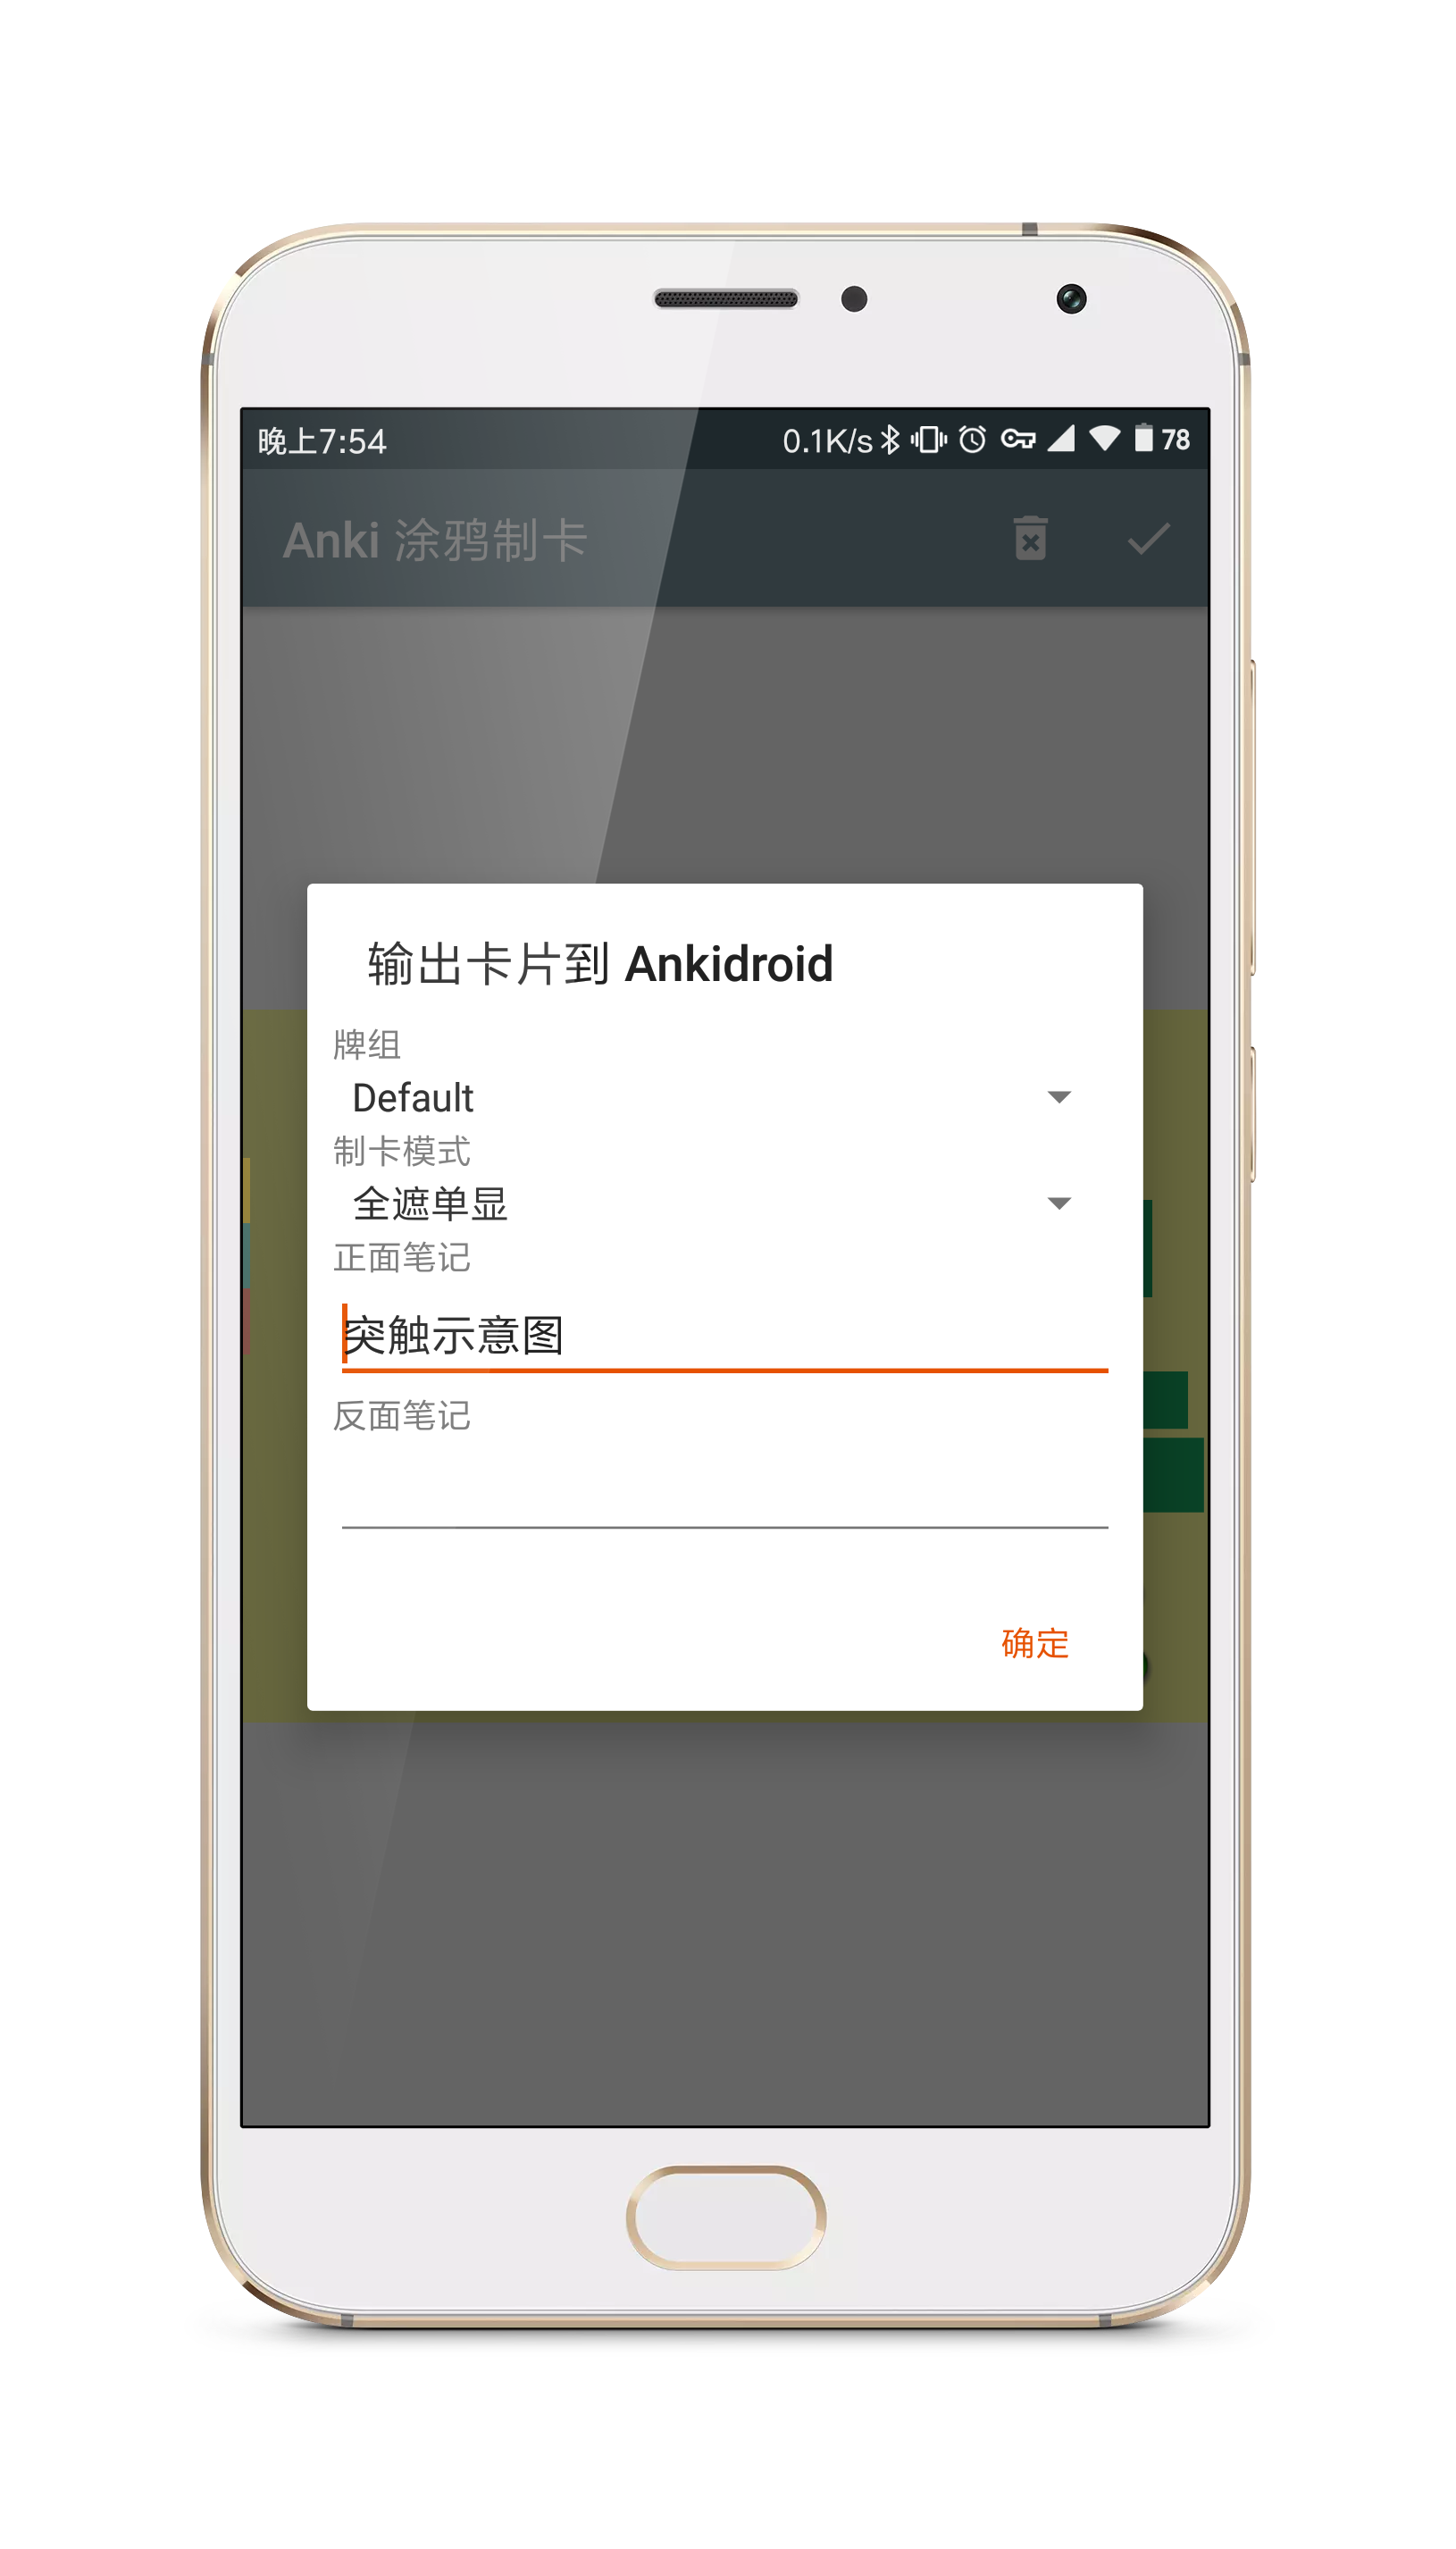 晚上7:54 0.1K/s 78
Anki 涂鸦制卡
输出卡片到 Ankidroid
牌组
Default
制卡模式
全遮单显
正面笔记
突触示意图
反面笔记
确定